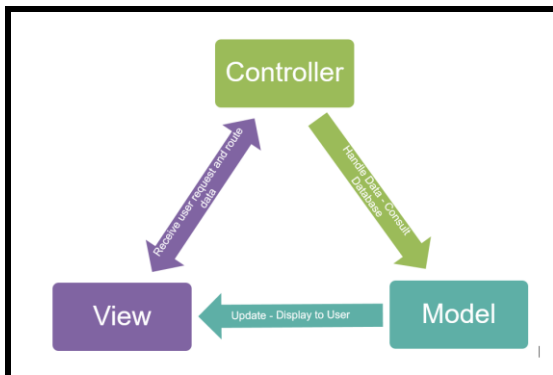 Controller
Receive user request and route
data
Handle Data - Consult
Database
View
Update - Display to User
Model